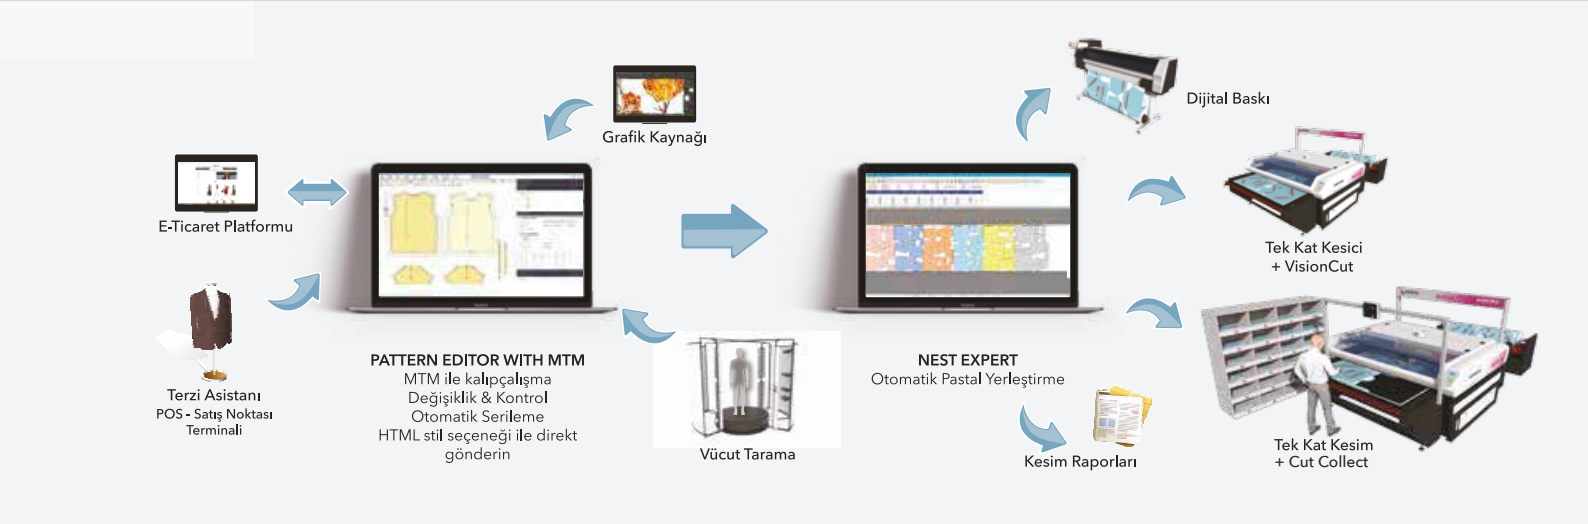 Grafik Kaynağı
Dijital Baskı
E-Ticaret Platformu
Tek Kat Kesici
+ VisionCut
Terzi Asistanı
POS - Satış Noktası
Terminali
PATTERN EDITOR WITH MTM
MTM ile kalıpçalışma
Değişiklik & Kontrol
Otomatik Serileme
HTML stil seçeneği ile direkt
gönderin
Vücut Tarama
NEST EXPERT
Otomatik Pastal Yerleştirme
Kesim Raporları
Tek Kat Kesim
+ Cut Collect